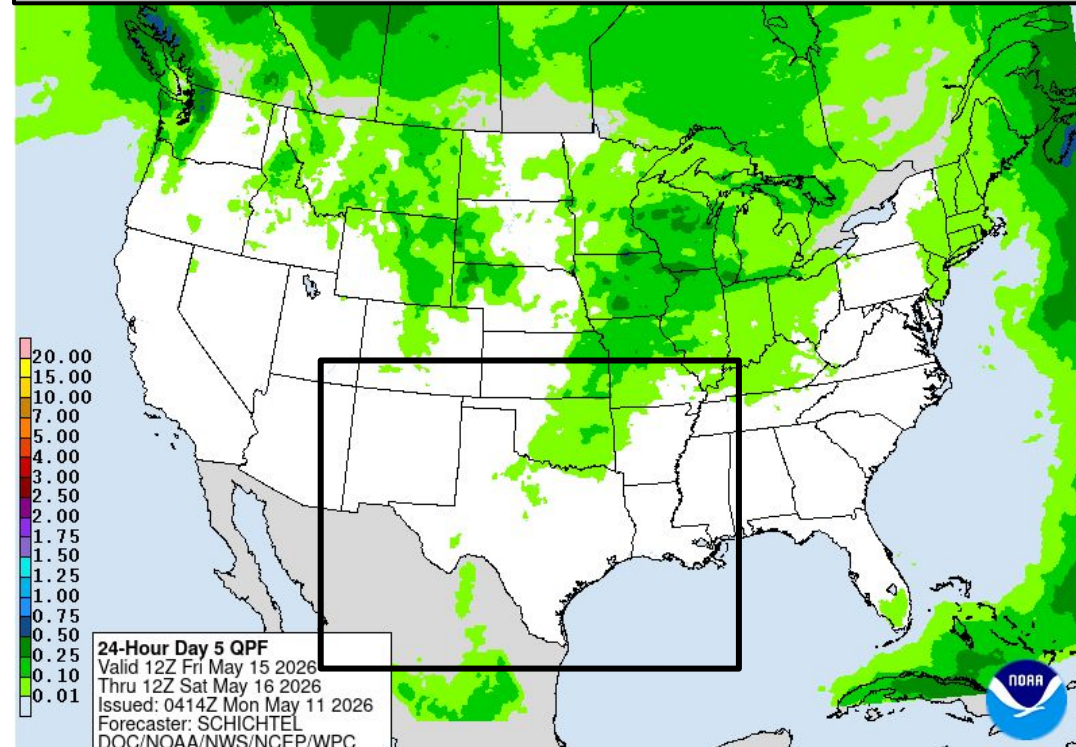 20.00
15.00
10.00
7.00
5.00
4.00
3.00
2.50
2.00
1.75
1.50
1.25
1.00
0.75
0.50
0.25
0.10
0.01
24-Hour Day 5 QPF
Valid 12Z Fri May 15 2026
Thru 12Z Sat May 16 2026
Issued: 0414Z Mon May 11 2026
Forecaster: SCHICHTEL
DOC/NOAA/NWS/NCEP/WPC
NOAA